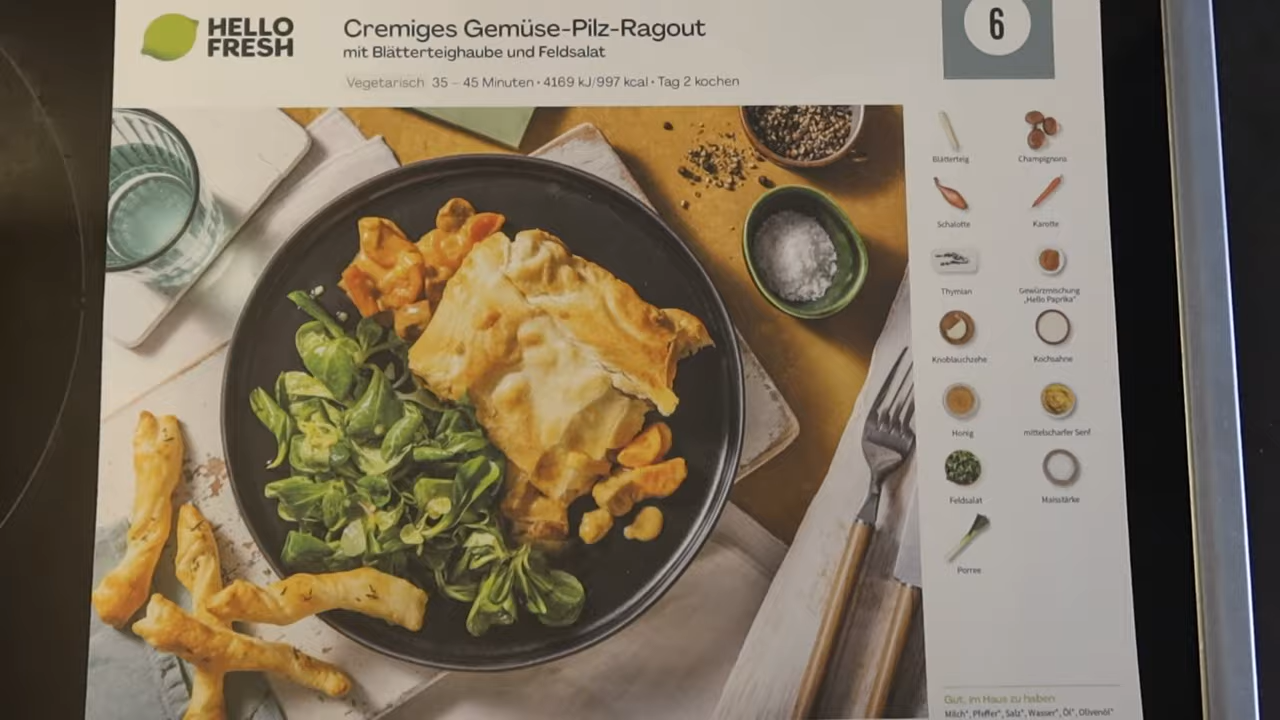 HELLO
FRESH
Cremiges Gemüse-Pilz-Ragout
mit Blätterteighaube und Feldsalat
Vegetarisch 35 – 45 Minuten • 4169 kJ/997 kcal • Tag 2 kochen
6
Blätterteig
Champignons
Schalotte
Karotte
Thymian
Gewürzmischung
„Hello Paprika"
Knoblauchzehe
Kochsahne
Honig
mittelscharfer Senf
Feldsalat
Maisstärke
Porree
Gut, im Haus zu haben
Milch*, Pfeffer*, Salz*, Wasser*, Öl*, Olivenöl*